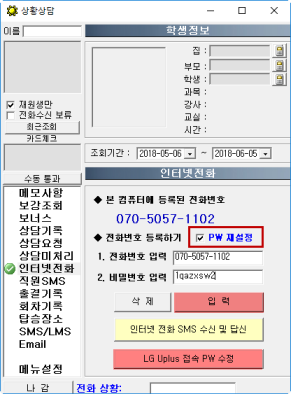 상황상담
이름
학생정보
집 :
부모 :
학생 :
과목 :
강사 :
교실 :
시간 :
재원생만
전화수신 보류
최근조회
카드체크
조회기간 : 2018-05-06 ~ 2018-06-05
수동 통과
메모사항
보강조회
보너스
상담기록
상담요청
상담미처리
인터넷전화
직원SMS
출결기록
회차기록
탑승장소
SMS/LMS
Email
메뉴설정
인터넷전화
◆ 본 컴퓨터에 등록된 전화번호
070-5057-1102
◆ 전화번호 등록하기 PW 재설정
1. 전화번호 입력 070-5057-1102
2. 비밀번호 입력 1qazxsw2
삭 제 입 력
인터넷 전화 SMS 수신 및 답신
LG Uplus 접속 PW 수정
나 감
전화 상황: